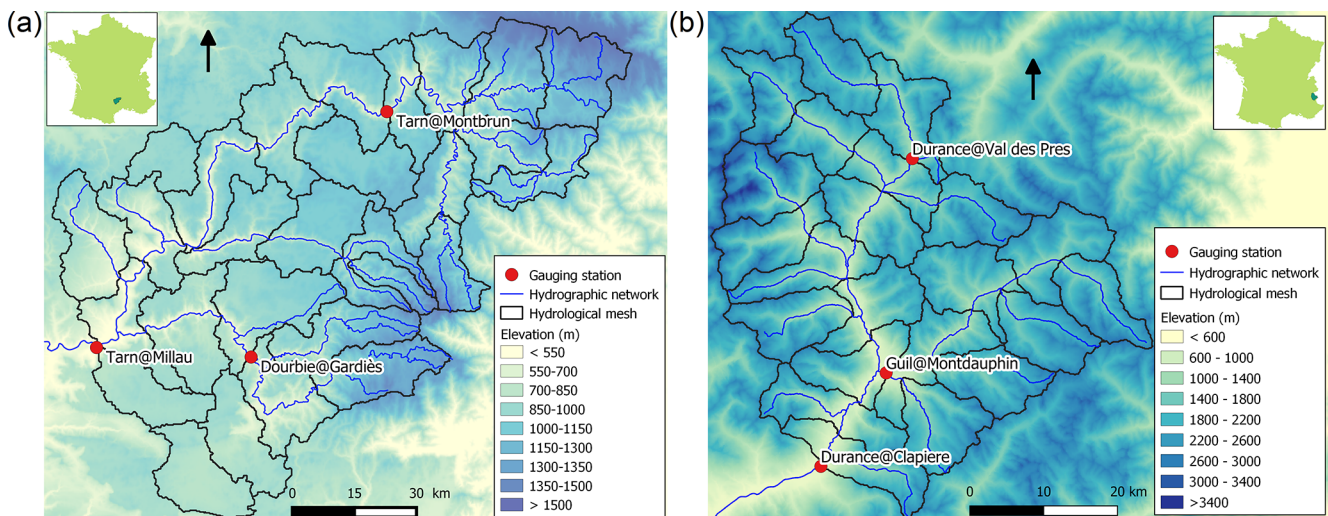 (a)
Tarn@Montbrun
Tarn@Millau
Dourbie@Gardiès
Gauging station
Hydrographic network
Hydrological mesh
Elevation (m)
< 550
550-700
700-850
850-1000
1000-1150
1150-1300
1300-1350
1350-1500
> 1500
0 15 30 km
(b)
Durance@Val des Pres
Guil@Montdauphin
Durance@Clapiere
Gauging station
Hydrographic network
Hydrological mesh
Elevation (m)
< 600
600 - 1000
1000 - 1400
1400 - 1800
1800 - 2200
2200 - 2600
2600 - 3000
3000 - 3400
>3400
0 10 20 km